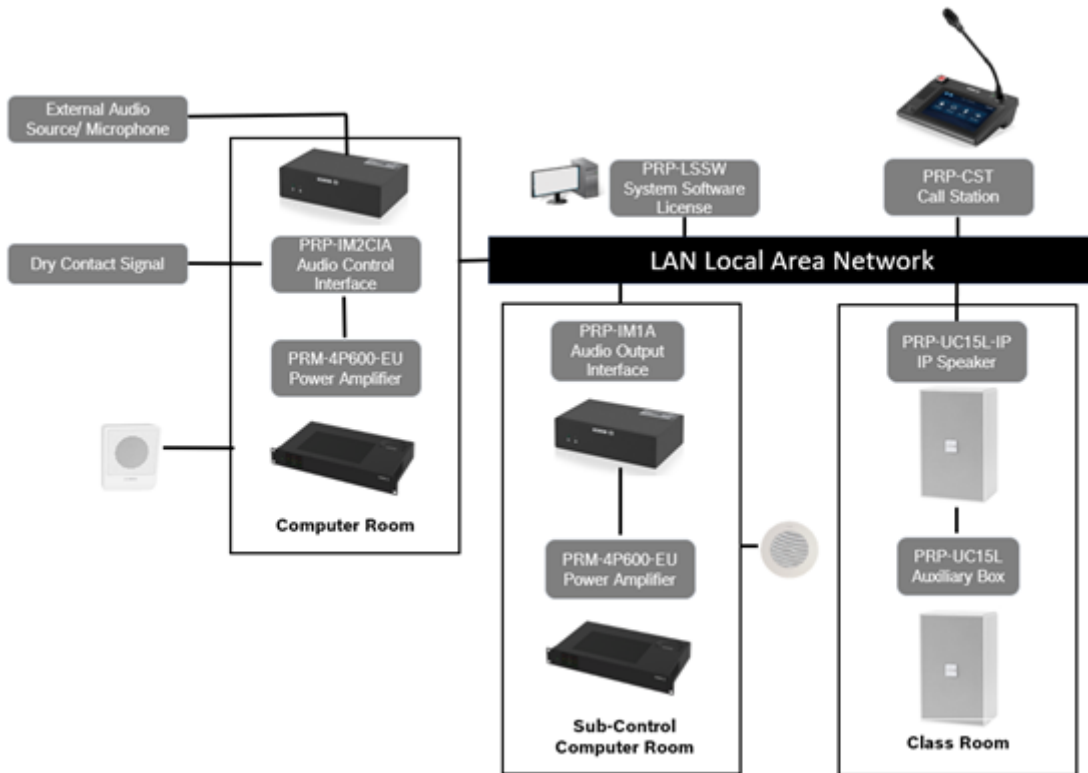 External Audio
Source/ Microphone
Dry Contact Signal
PRP-IM2CIA
Audio Control
Interface
PRM-4P600-EU
Power Amplifier
Computer Room
PRP-LSSW
System Software
License
PRP-CST
Call Station
LAN Local Area Network
PRP-IM1A
Audio Output
Interface
PRM-4P600-EU
Power Amplifier
Sub-Control
Computer Room
PRP-UC15L-IP
IP Speaker
PRP-UC15L
Auxiliary Box
Class Room